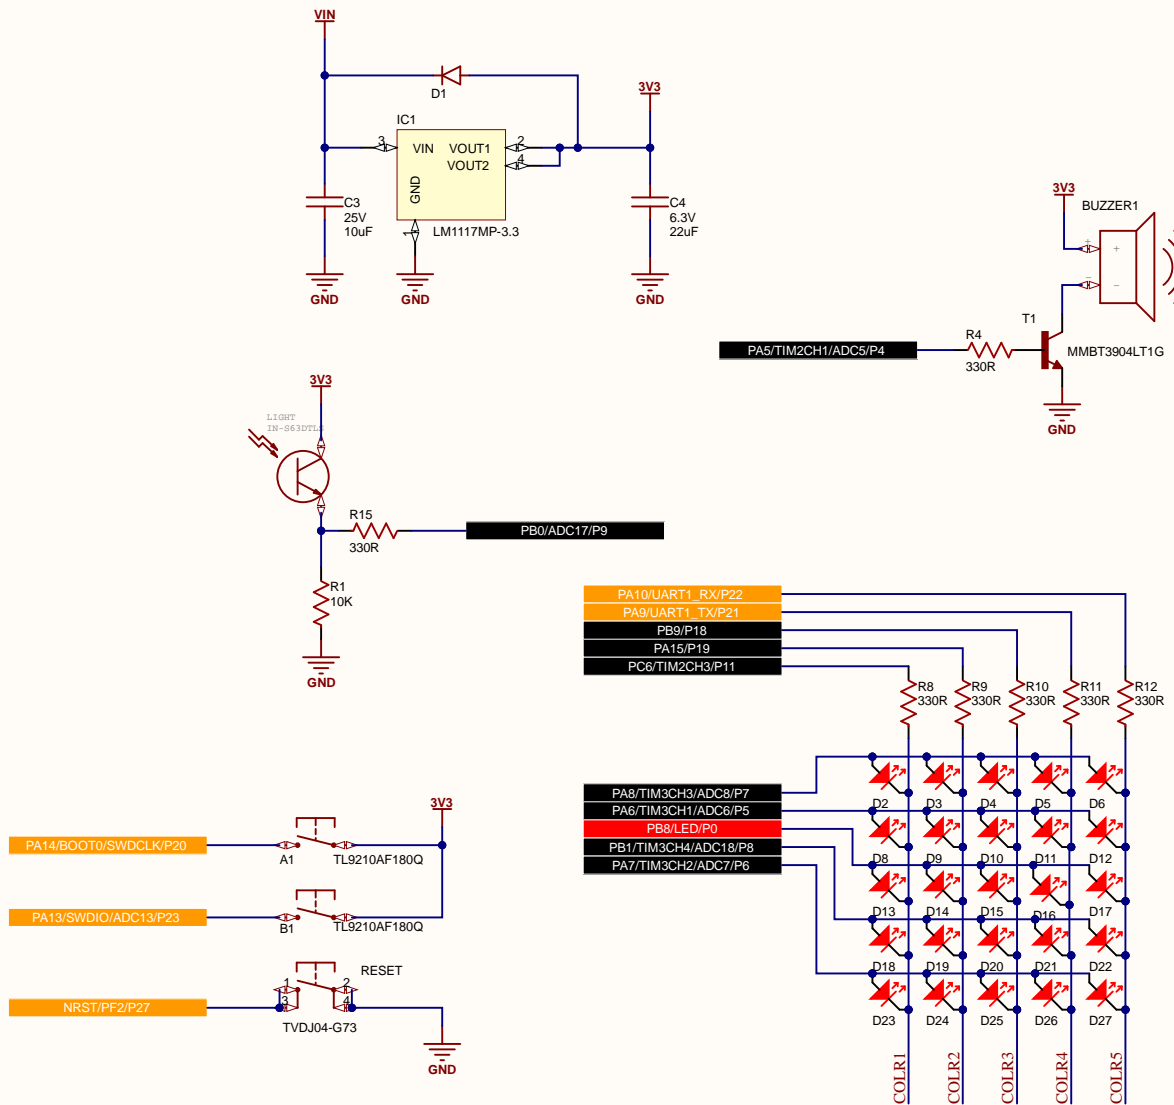 VIN
D1
3V3
IC1
3
VIN
VOUT1
2
VOUT2
4
GND
1
LM1117MP-3.3
C3
25V
10uF
C4
6.3V
22uF
GND
GND
GND
3V3
BUZZER1
+
+
-
-
T1
MMBT3904LT1G
PA5/TIM2CH1/ADC5/P4
R4
330R
GND
3V3
LIGHT
IN-S63DTLS
R15
330R
PB0/ADC17/P9
R1
10K
GND
PA10/UART1_RX/P22
PA9/UART1_TX/P21
PB9/P18
PA15/P19
PC6/TIM2CH3/P11
R8
330R
R9
330R
R10
330R
R11
330R
R12
330R
PA8/TIM3CH3/ADC8/P7
PA6/TIM3CH1/ADC6/P5
PB8/LED/P0
PB1/TIM3CH4/ADC18/P8
PA7/TIM3CH2/ADC7/P6
D2 D3 D4 D5 D6
D8 D9 D10 D11 D12
D13 D14 D15 D16 D17
D18 D19 D20 D21 D22
D23 D24 D25 D26 D27
COLR1
COLR2
COLR3
COLR4
COLR5
3V3
PA14/BOOT0/SWDCLK/P20
A1
TL9210AF180Q
PA13/SWDIO/ADC13/P23
B1
TL9210AF180Q
RESET
1
2
3
4
NRST/PF2/P27
TVDJ04-G73
GND